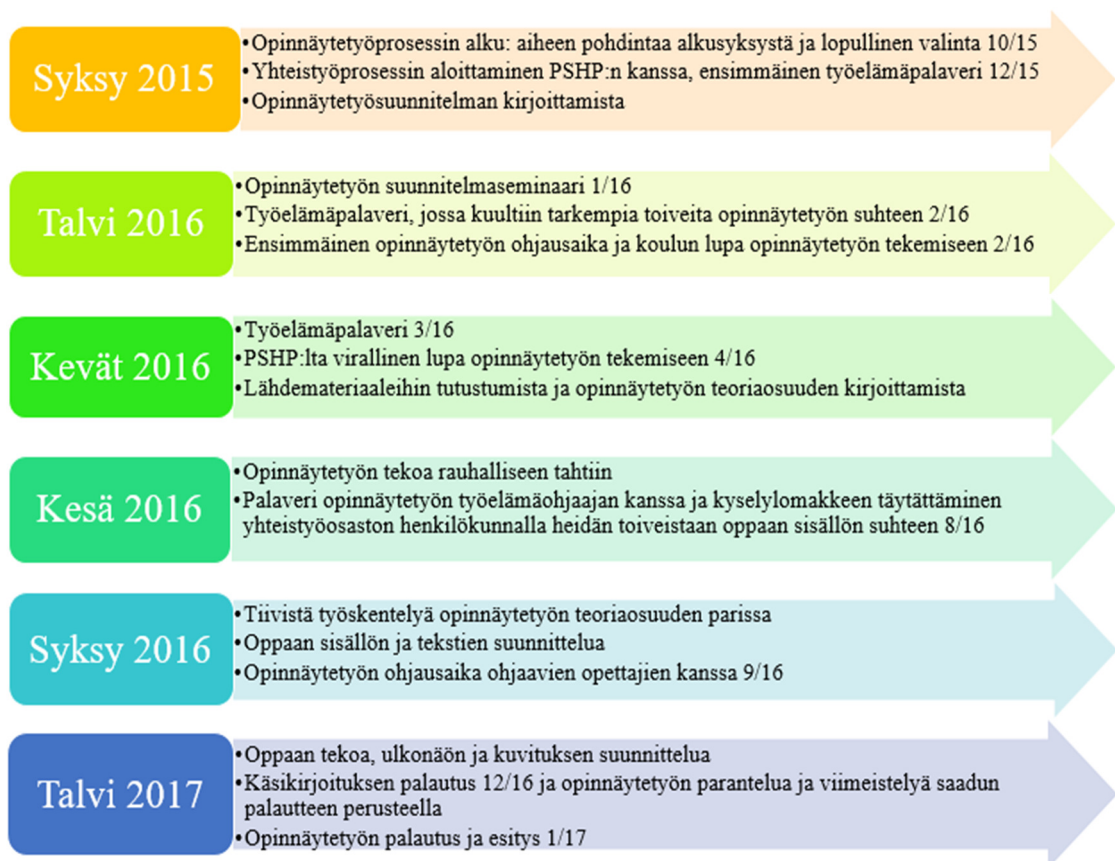 Syksy 2015
•Opinnäytetyöprosessin alku: aiheen pohdintaa alkusyksystä ja lopullinen valinta 10/15
•Yhteistyöprosessin aloittaminen PSHP:n kanssa, ensimmäinen työelämäpalaveri 12/15
•Opinnäytetyösuunnitelman kirjoittamista
Talvi 2016
•Opinnäytetyön suunnitelmaseminaari 1/16
•Työelämäpalaveri, jossa kuultiin tarkempia toiveita opinnäytetyön suhteen 2/16
•Ensimmäinen opinnäytetyön ohjausaika ja koulun lupa opinnäytetyön tekemiseen 2/16
Kevät 2016
•Työelämäpalaveri 3/16
•PSHP:lta virallinen lupa opinnäytetyön tekemiseen 4/16
•Lähdemateriaaleihin tutustumista ja opinnäytetyön teoriaosuuden kirjoittamista
Kesä 2016
•Opinnäytetyön tekoa rauhalliseen tahtiin
•Palaveri opinnäytetyön työelämäohjaajan kanssa ja kyselylomakkeen täytättäminen
yhteistyöosaston henkilökunnalla heidän toiveistaan oppaan sisällön suhteen 8/16
Syksy 2016
•Tiivistä työskentelyä opinnäytetyön teoriaosuuden parissa
•Oppaan sisällön ja tekstien suunnittelua
•Opinnäytetyön ohjausaika ohjaavien opettajien kanssa 9/16
Talvi 2017
•Oppaan tekoa, ulkonäön ja kuvituksen suunnittelua
•Käsikirjoituksen palautus 12/16 ja opinnäytetyön parantelua ja viimeistelyä saadun
palautteen perusteella
•Opinnäytetyön palautus ja esitys 1/17